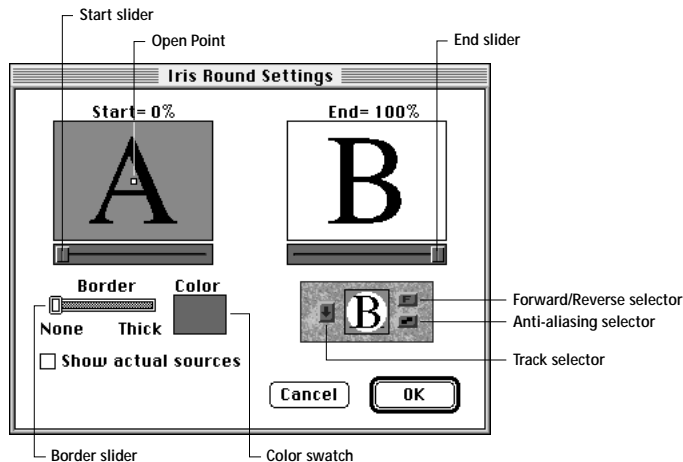 Start slider
Open Point
End slider
Iris Round Settings
Start= 0%
End= 100%
A
B
Border
Color
None
Thick
B
F
Forward/Reverse selector
Anti-aliasing selector
Show actual sources
Track selector
Cancel
OK
Border slider
Color swatch